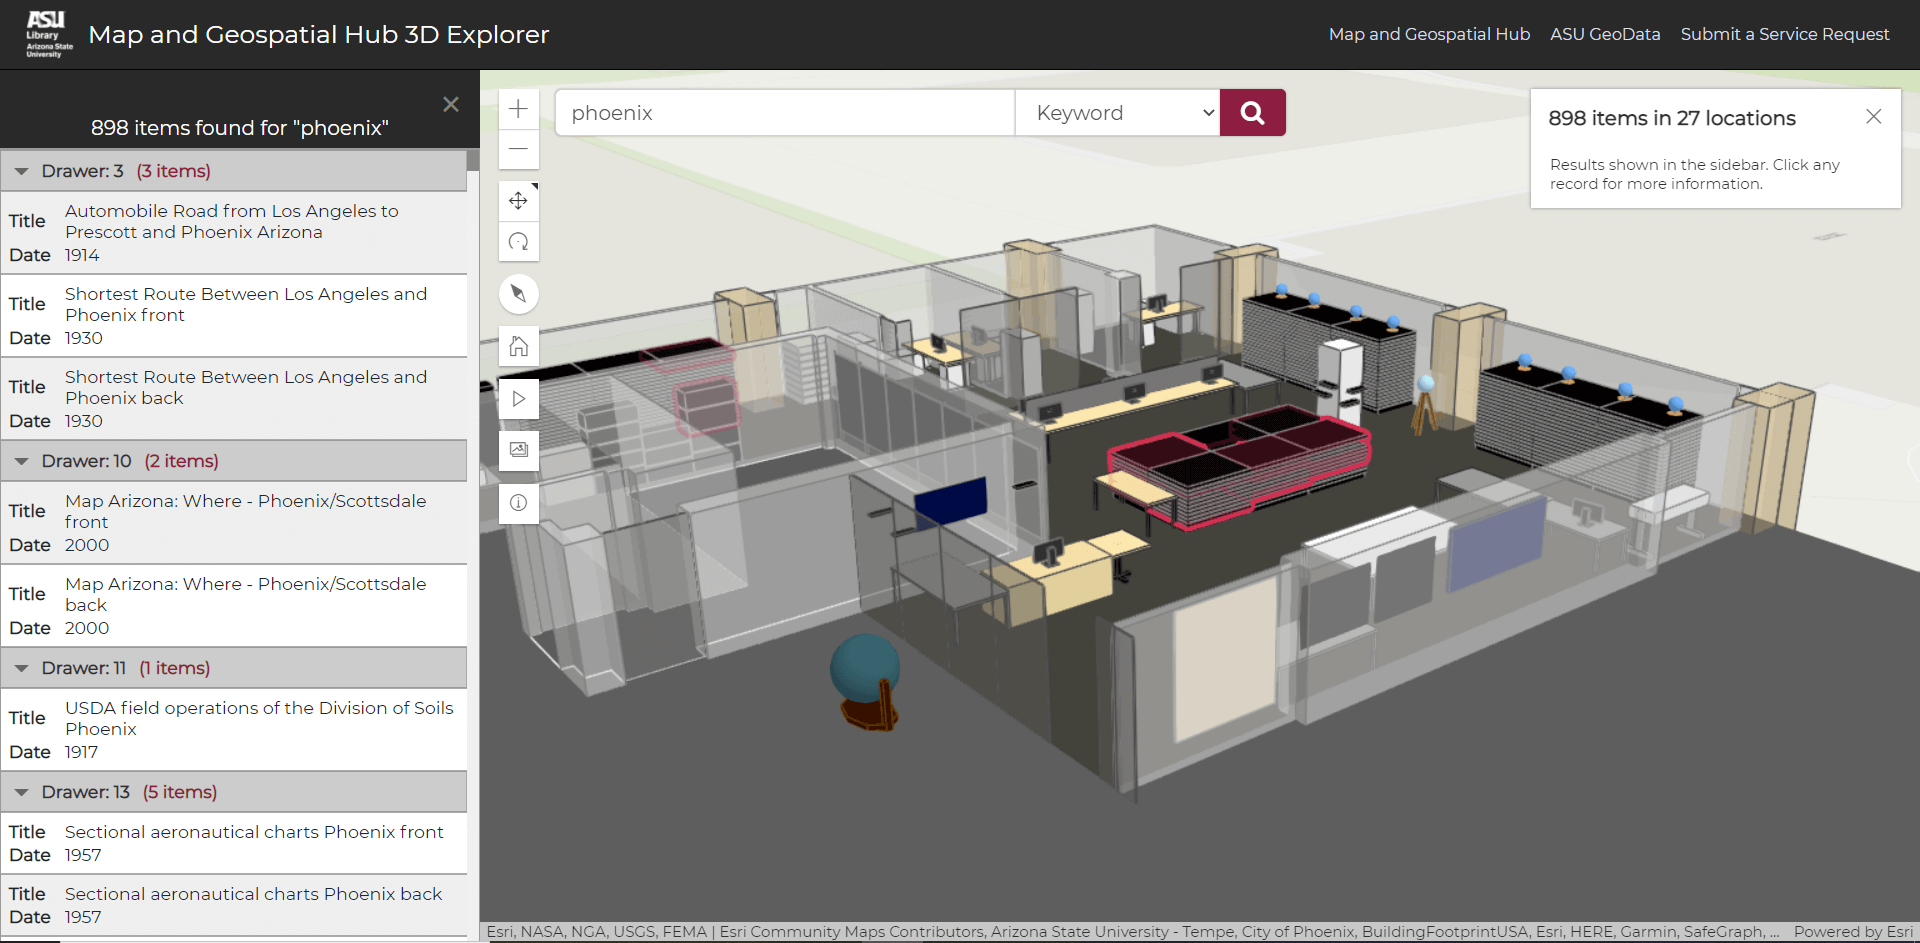 ASU
Library
Arizona State
University
Map and Geospatial Hub 3D Explorer
Map and Geospatial Hub
ASU GeoData
Submit a Service Request
898 items found for "phoenix"
Drawer: 3 (3 items)
Title Automobile Road from Los Angeles to
Prescott and Phoenix Arizona
Date 1914
Title Shortest Route Between Los Angeles and
Phoenix front
Date 1930
Title Shortest Route Between Los Angeles and
Phoenix back
Date 1930
Drawer: 10 (2 items)
Title Map Arizona: Where - Phoenix/Scottsdale
front
Date 2000
Title Map Arizona: Where - Phoenix/Scottsdale
back
Date 2000
Drawer: 11 (1 items)
Title USDA field operations of the Division of Soils
Phoenix
Date 1917
Drawer: 13 (5 items)
Title Sectional aeronautical charts Phoenix front
Date 1957
Title Sectional aeronautical charts Phoenix back
Date 1957
phoenix
Keyword
898 items in 27 locations
Results shown in the sidebar. Click any
record for more information.
Esri, NASA, NGA, USGS, FEMA | Esri Community Maps Contributors, Arizona State University - Tempe, City of Phoenix, BuildingFootprintUSA, Esri, HERE, Garmin, SafeGraph, ...
Powered by Esri